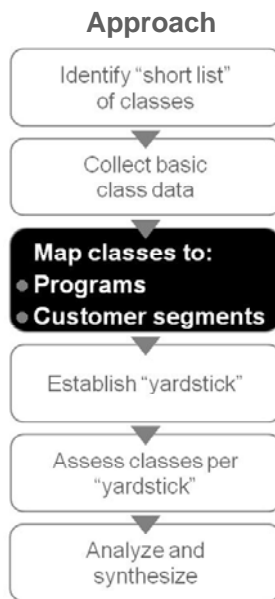 Approach
Identify “short list”
of classes
Collect basic
class data
Map classes to:
● Programs
● Customer segments
Establish “yardstick”
Assess classes per
“yardstick”
Analyze and
synthesize